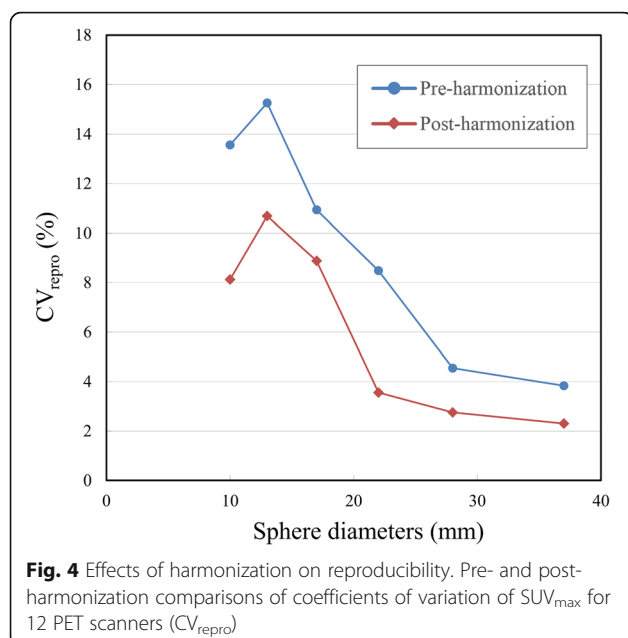 18
16
14
12
10
8
6
4
2
0
CVrepro (%)
Pre-harmonization
Post-harmonization
0 10 20 30 40
Sphere diameters (mm)
Fig. 4 Effects of harmonization on reproducibility. Pre- and post-
harmonization comparisons of coefficients of variation of SUVmax for
12 PET scanners (CVrepro)